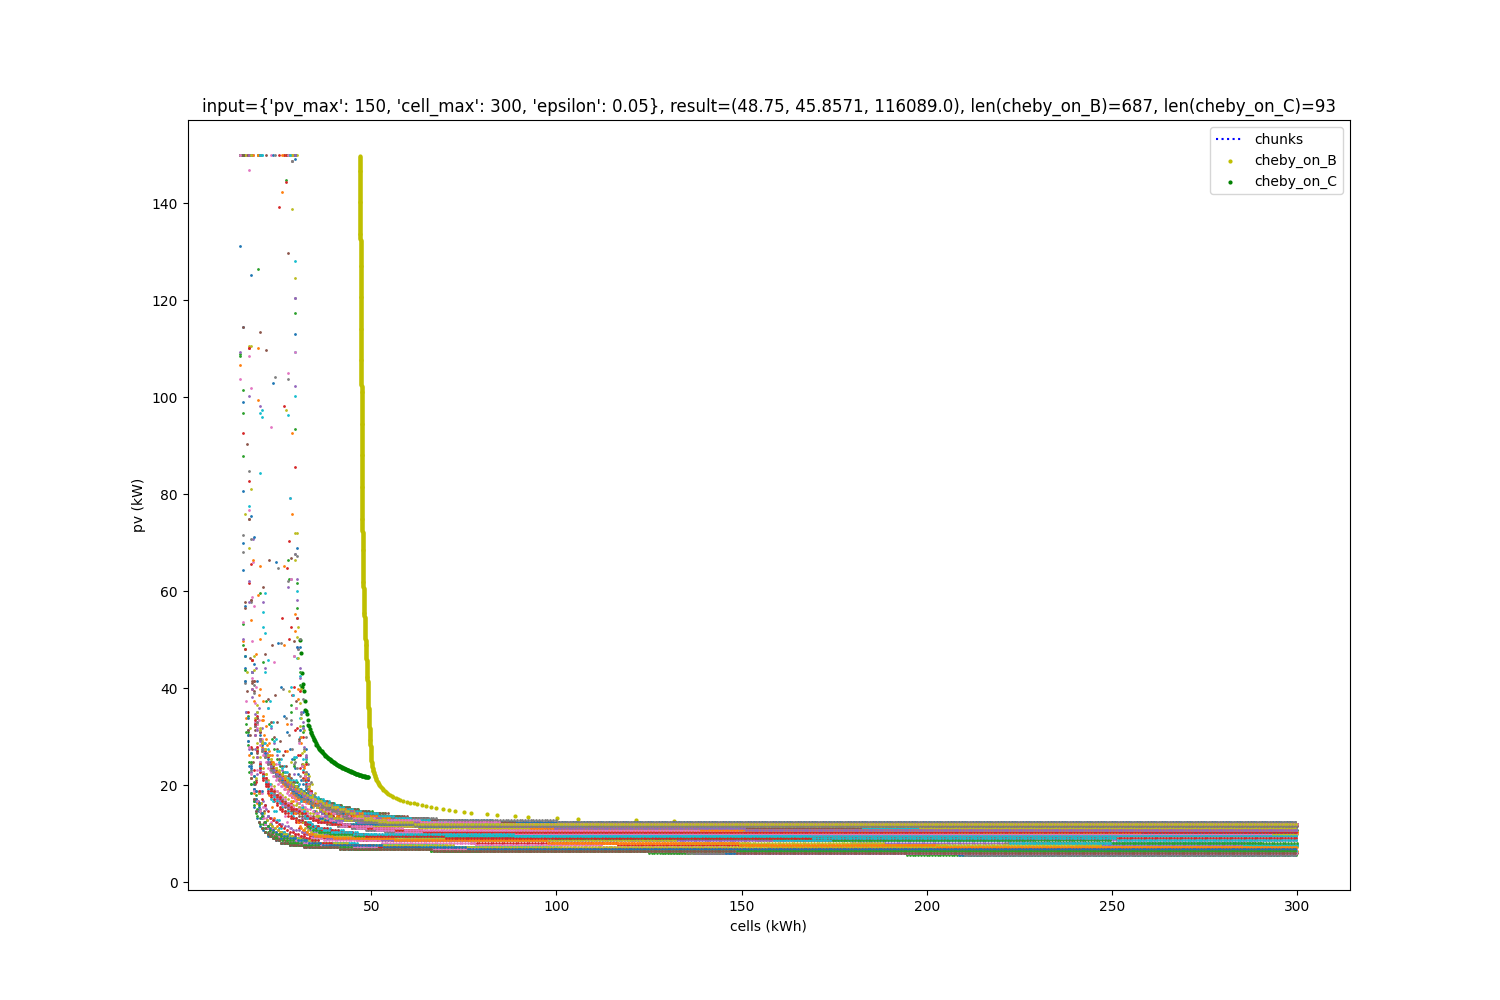 input={'pv_max': 150, 'cell_max': 300, 'epsilon': 0.05}, result=(48.75, 45.8571, 116089.0), len(cheby_on_B)=687, len(cheby_on_C)=93
chunks
cheby_on_B
cheby_on_C
140
120
100
80
60
40
20
0
pv (kW)
50
100
150
200
250
300
cells (kWh)